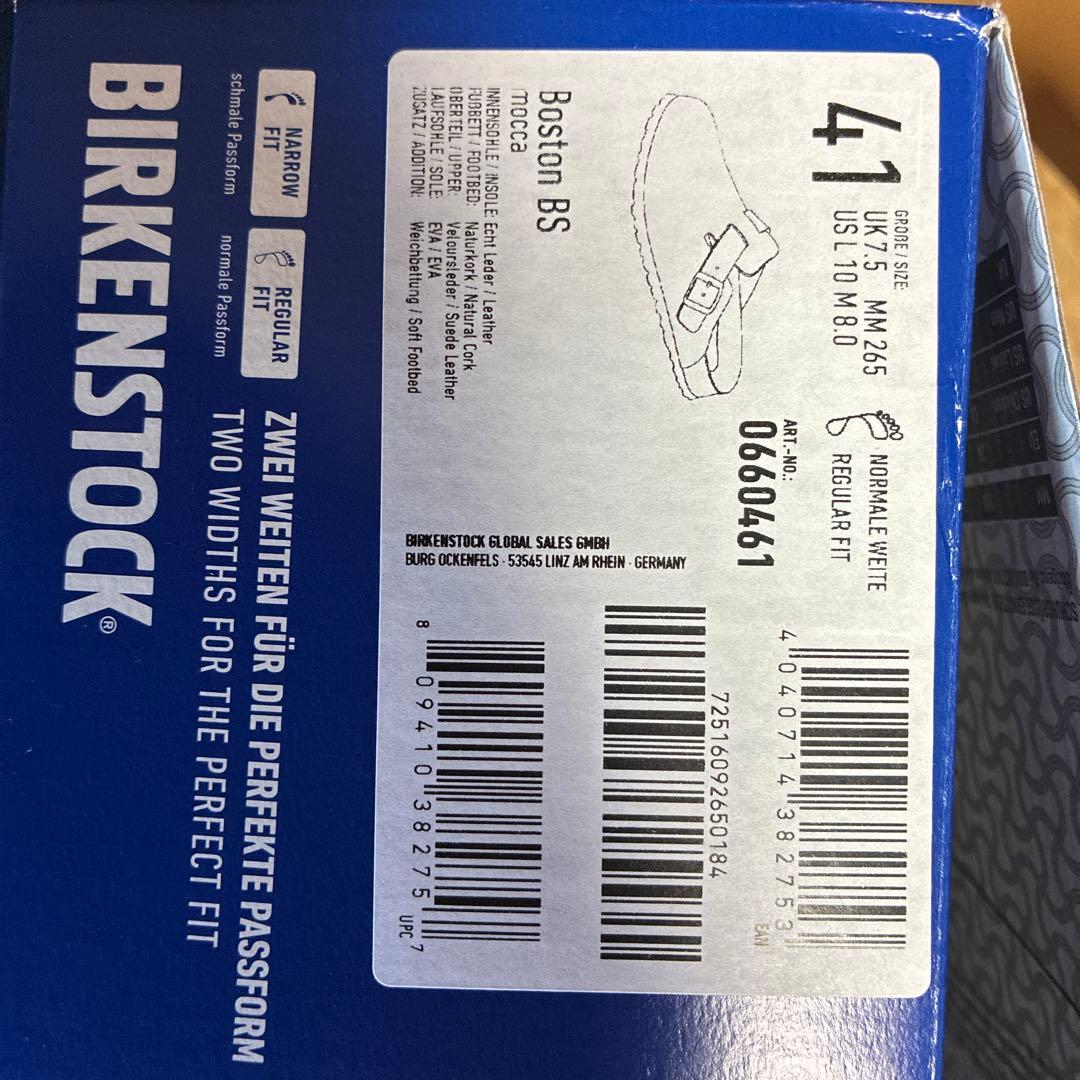 41
GRÖßE / SIZE:
UK 7.5 MM 265
US L 10 M 8.0
NORMALE WEITE
REGULAR FIT
ART.-NO.:
0660461
Boston BS
mocca
INNENSOHLE / INSOLE: Echt Leder / Leather
FUßBETT / FOOTBED: Naturkork / Natural Cork
OBERTEIL / UPPER: Veloursleder / Suede Leather
LAUFSOHLE / SOLE: EVA / EVA
ZUSATZ / ADDITION: Weichbettung / Soft Footbed
BIRKENSTOCK GLOBAL SALES GMBH
BURG OCKENFELS · 53545 LINZ AM RHEIN · GERMANY
4 040714 382753
EAN
72516092650184
8 09410 38275 7
UPC
NARROW FIT
schmale Passform
REGULAR FIT
normale Passform
ZWEI WEITEN FÜR DIE PERFEKTE PASSFORM
TWO WIDTHS FOR THE PERFECT FIT
BIRKENSTOCK®